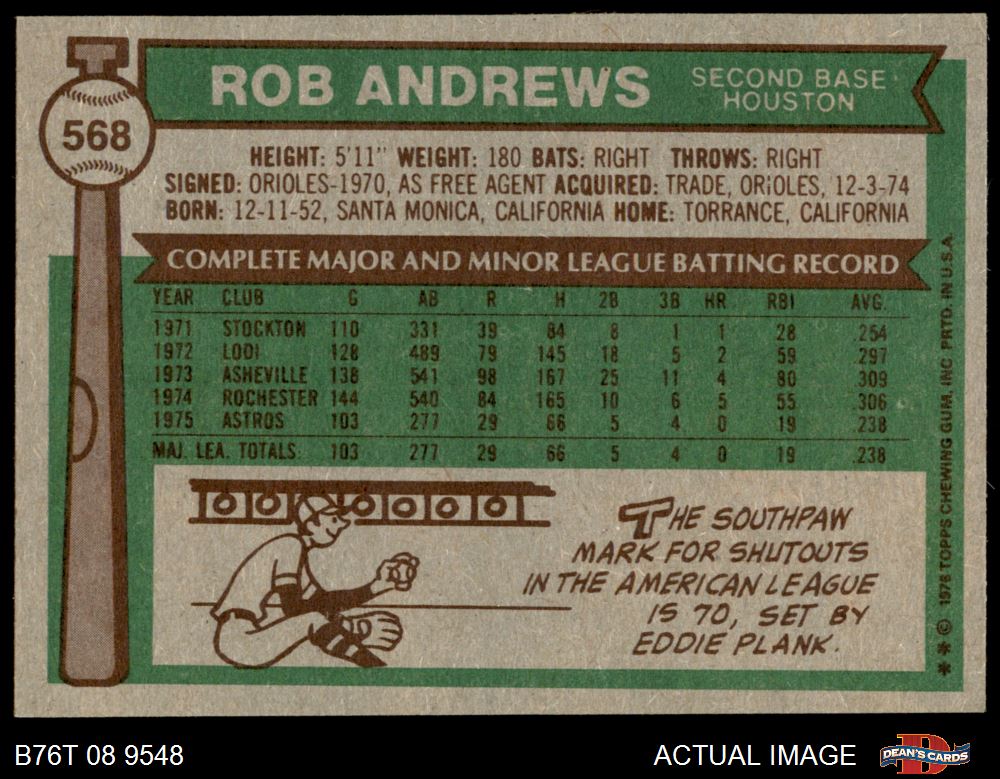 568
ROB ANDREWS
SECOND BASE
HOUSTON
HEIGHT: 5'11" WEIGHT: 180 BATS: RIGHT THROWS: RIGHT
SIGNED: ORIOLES-1970, AS FREE AGENT ACQUIRED: TRADE, ORIOLES, 12-3-74
BORN: 12-11-52, SANTA MONICA, CALIFORNIA HOME: TORRANCE, CALIFORNIA
COMPLETE MAJOR AND MINOR LEAGUE BATTING RECORD
YEAR CLUB G AB R H 2B 3B HR RBI AVG.
1971 STOCKTON 110 331 39 84 8 1 1 28 .254
1972 LODI 128 489 79 145 18 5 2 59 .297
1973 ASHEVILLE 138 541 98 167 25 11 4 80 .309
1974 ROCHESTER 144 540 84 165 10 6 5 55 .306
1975 ASTROS 103 277 29 66 5 4 0 19 .238
MAJ. LEA. TOTALS 103 277 29 66 5 4 0 19 .238
0 0 0 0 0 0 0
THE SOUTHPAW
MARK FOR SHUTOUTS
IN THE AMERICAN LEAGUE
IS 70, SET BY
EDDIE PLANK.
** © 1976 TOPPS CHEWING GUM, INC. PRTD. IN U.S.A.
B76T 08 9548
ACTUAL IMAGE
D
DEAN'S CARDS